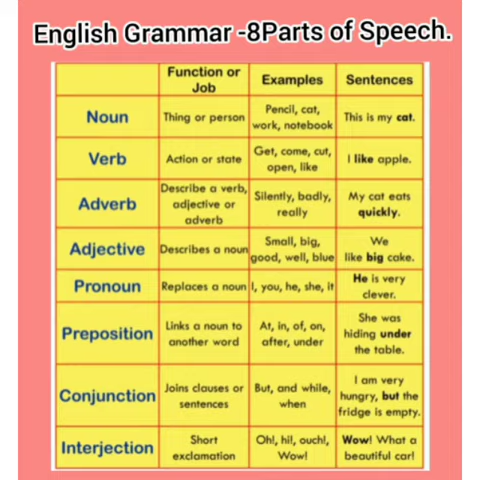 English Grammar -8Parts of Speech.
Function or
Job
Examples
Sentences
Noun
Thing or person
Pencil, cat,
work, notebook
This is my cat.
Verb
Action or state
Get, come, cut,
open, like
I like apple.
Adverb
Describe a verb,
adjective or
adverb
Silently, badly,
really
My cat eats
quickly.
Adjective
Describes a noun
Small, big,
good, well, blue
We
like big cake.
Pronoun
Replaces a noun
I, you, he, she, it
He is very
clever.
Preposition
Links a noun to
another word
At, in, of, on,
after, under
She was
hiding under
the table.
Conjunction
Joins clauses or
sentences
But, and while,
when
I am very
hungry, but the
fridge is empty.
Interjection
Short
exclamation
Oh!, hi!, ouch!,
Wow!
Wow! What a
beautiful car!